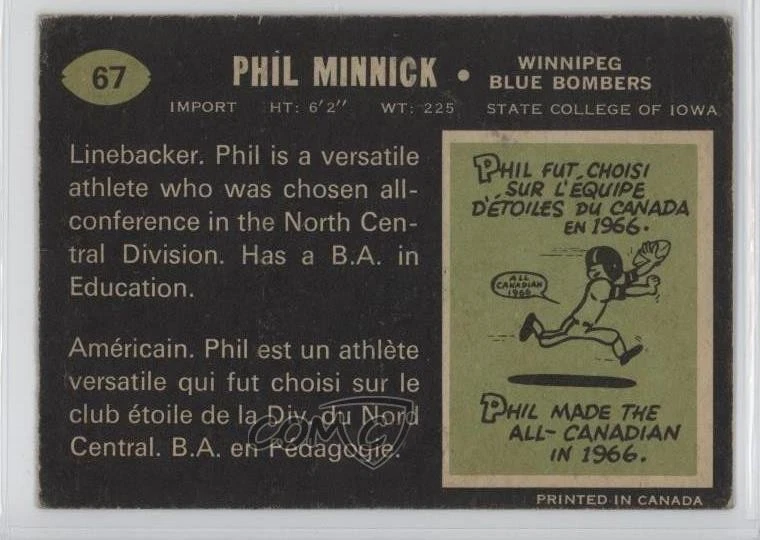 67
PHIL MINNICK • WINNIPEG
BLUE BOMBERS
IMPORT HT: 6'2" WT: 225 STATE COLLEGE OF IOWA
Linebacker. Phil is a versatile
athlete who was chosen all-
conference in the North Cen-
tral Division. Has a B.A. in
Education.
Américain. Phil est un athlète
versatile qui fut choisi sur le
club étoile de la Div. du Nord
Central. B.A. en Pédagogie.
PHIL FUT CHOISI
SUR L'ÉQUIPE
D'ÉTOILES DU CANADA
EN 1966.
ALL
CANADIAN
1966
PHIL MADE THE
ALL-CANADIAN
IN 1966.
PRINTED IN CANADA
COMC